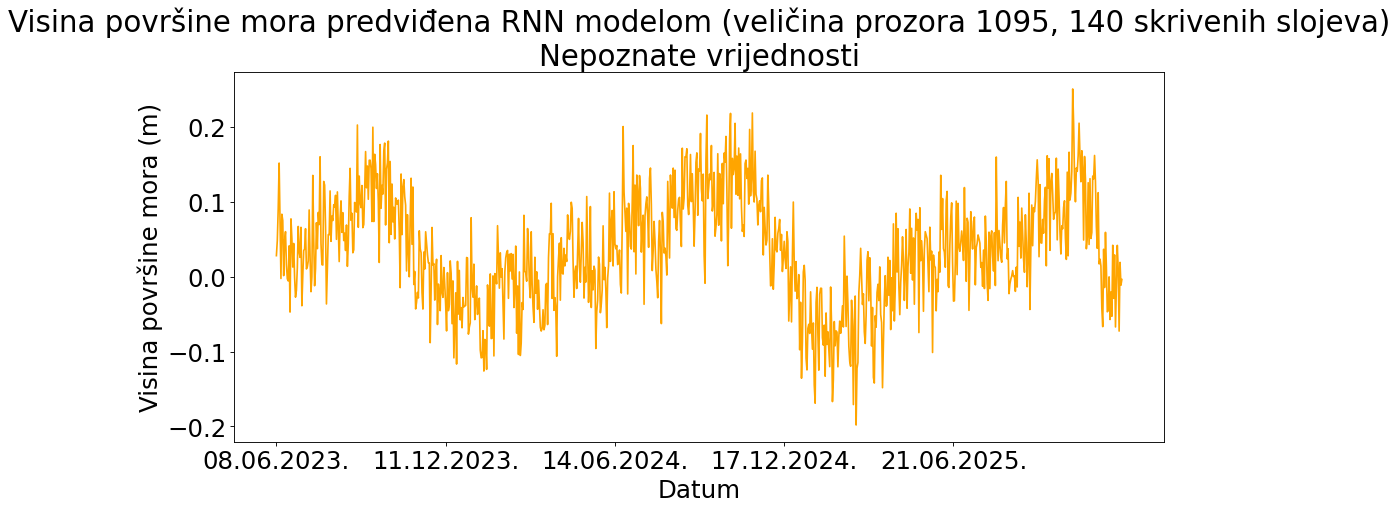 Visina površine mora predviđena RNN modelom (veličina prozora 1095, 140 skrivenih slojeva)
Nepoznate vrijednosti
Visina površine mora (m)
0.2
0.1
0.0
−0.1
−0.2
08.06.2023. 11.12.2023. 14.06.2024. 17.12.2024. 21.06.2025.
Datum